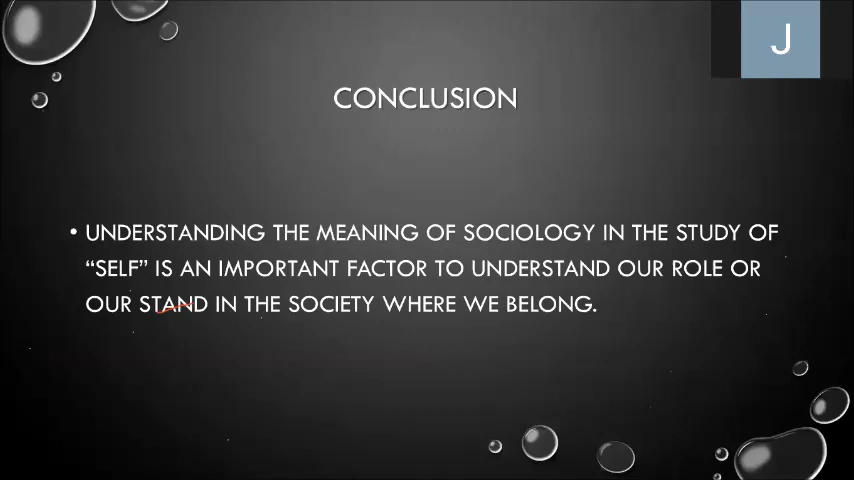 J
CONCLUSION
• UNDERSTANDING THE MEANING OF SOCIOLOGY IN THE STUDY OF
“SELF” IS AN IMPORTANT FACTOR TO UNDERSTAND OUR ROLE OR
OUR STAND IN THE SOCIETY WHERE WE BELONG.